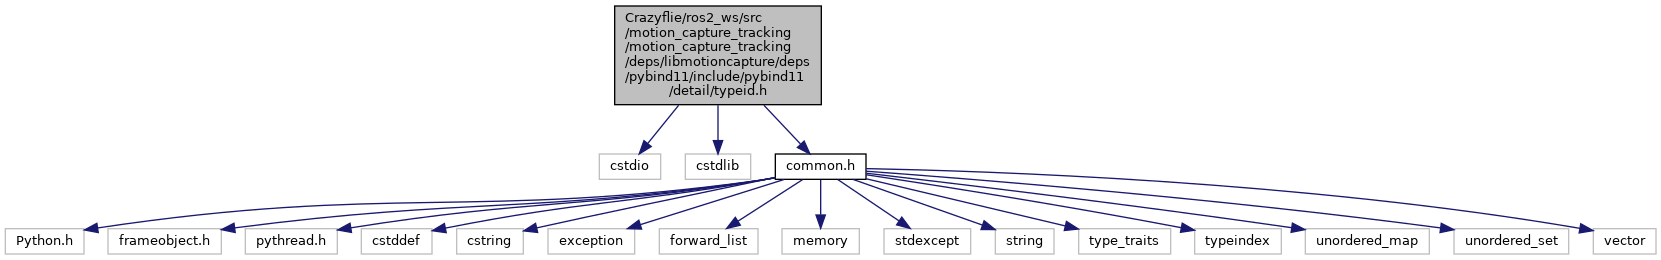 Crazyflie/ros2_ws/src
/motion_capture_tracking
/motion_capture_tracking
/deps/libmotioncapture/deps
/pybind11/include/pybind11
/detail/typeid.h
cstdio
cstdlib
common.h
Python.h
frameobject.h
pythread.h
cstddef
cstring
exception
forward_list
memory
stdexcept
string
type_traits
typeindex
unordered_map
unordered_set
vector